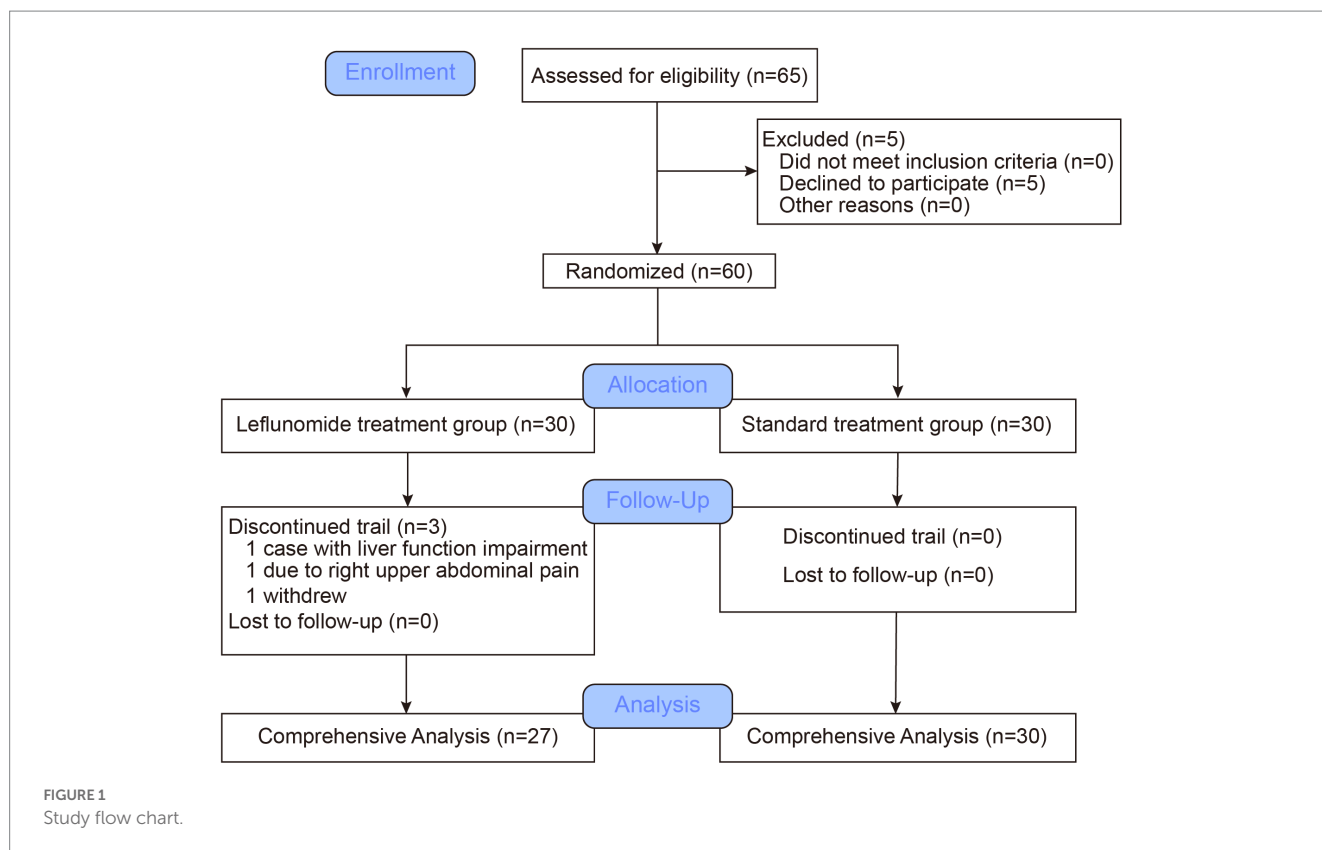 Enrollment
Assessed for eligibility (n=65)
Excluded (n=5)
Did not meet inclusion criteria (n=0)
Declined to participate (n=5)
Other reasons (n=0)
Randomized (n=60)
Allocation
Leflunomide treatment group (n=30)
Standard treatment group (n=30)
Follow-Up
Discontinued trail (n=3)
1 case with liver function impairment
1 due to right upper abdominal pain
1 withdrew
Lost to follow-up (n=0)
Discontinued trail (n=0)
Lost to follow-up (n=0)
Analysis
Comprehensive Analysis (n=27)
Comprehensive Analysis (n=30)
FIGURE 1
Study flow chart.